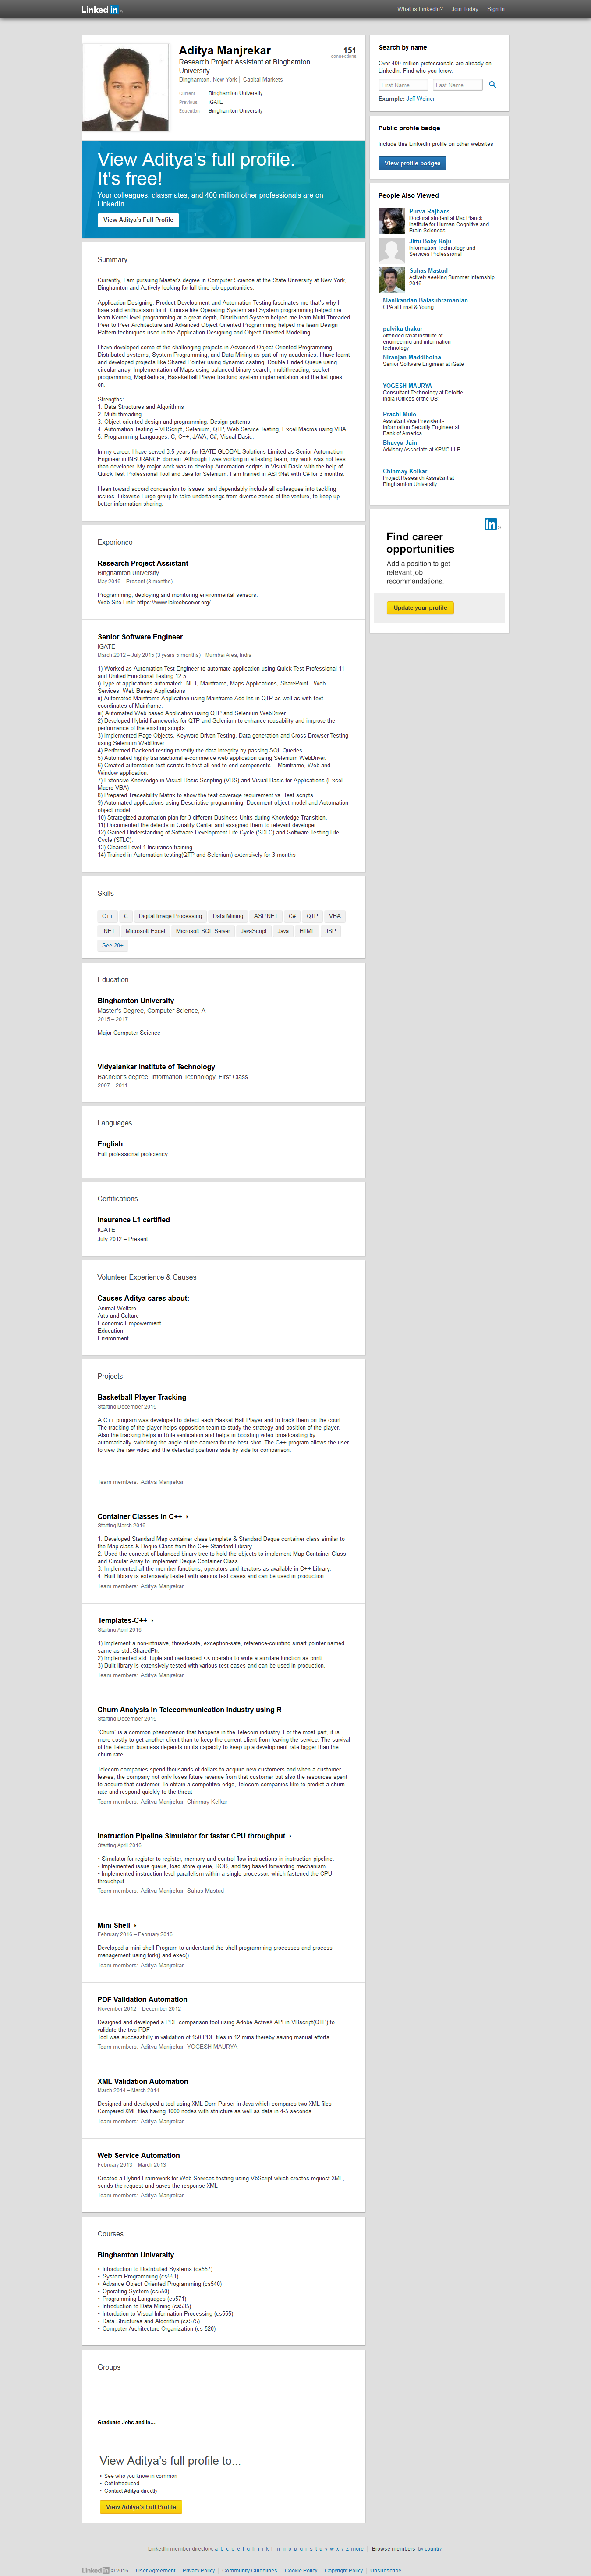 LinkedIn
What is LinkedIn? Join Today Sign In
Aditya Manjrekar
Research Project Assistant at Binghamton
University
Binghamton, New York | Capital Markets
151
connections
Current Binghamton University
Previous IGATE
Education Binghamton University
View Aditya's full profile.
It's free!
Your colleagues, classmates, and 400 million other professionals are on
LinkedIn.
View Aditya's Full Profile
Summary
Currently, I am pursuing Master's degree in Computer Science at the State University at New York,
Binghamton and Actively looking for full time job opportunities.
Application Designing, Product Development and Automation Testing fascinates me that's why I
have solid enthusiasm for it. Course like Operating System and System programming helped me
learn Kernel level programming at a great depth, Distributed System helped me learn Multi Threaded
Peer to Peer Architecture and Advanced Object Oriented Programming helped me learn Design
Pattern techniques used in the Application Designing and Object Oriented Modelling.
I have developed some of the challenging projects in Advanced Object Oriented Programming,
Distributed systems, System Programming, and Data Mining as part of my academics. I have learnt
and developed projects like Shared Pointer using dynamic casting, Double Ended Queue using
circular array, Implementation of Maps using balanced binary search, multithreading, socket
programming, MapReduce, Baseketball Player tracking system implementation and the list goes
on.
Strengths:
1. Data Structures and Algorithms
2. Multi-threading
3. Object-oriented design and programming. Design patterns.
4. Automation Testing – VBScript, Selenium, QTP, Web Service Testing, Excel Macros using VBA
5. Programming Languages: C, C++, JAVA, C#, Visual Basic.
In my career, I have served 3.5 years for IGATE GLOBAL Solutions Limited as Senior Automation
Engineer in INSURANCE domain. Although I was working in a testing team, my work was not less
than developer. My major work was to develop Automation scripts in Visual Basic with the help of
Quick Test Professional Tool and Java for Selenium. I am trained in ASP.Net with C# for 3 months.
I lean toward accord concession to issues, and dependably include all colleagues into tackling
issues. Likewise I urge group to take undertakings from diverse zones of the venture, to keep up
better information sharing.
Experience
Research Project Assistant
Binghamton University
May 2016 – Present (3 months)
Programming, deploying and monitoring environmental sensors.
Web Site Link: https://www.lakeobserver.org/
Senior Software Engineer
iGATE
March 2012 – July 2015 (3 years 5 months) | Mumbai Area, India
1) Worked as Automation Test Engineer to automate application using Quick Test Professional 11
and Unified Functional Testing 12.5
i) Type of applications automated: .NET, Mainframe, Maps Applications, SharePoint , Web
Services, Web Based Applications
ii) Automated Mainframe Application using Mainframe Add Ins in QTP as well as with text
coordinates of Mainframe.
iii) Automated Web based Application using QTP and Selenium WebDriver
2) Developed Hybrid frameworks for QTP and Selenium to enhance reusability and improve the
performance of the existing scripts.
3) Implemented Page Objects, Keyword Driven Testing, Data generation and Cross Browser Testing
using Selenium WebDriver.
4) Performed Backend testing to verify the data integrity by passing SQL Queries.
5) Automated highly transactional e-commerce web application using Selenium WebDriver.
6) Created automation test scripts to test all end-to-end components – Mainframe, Web and
Window application.
7) Extensive Knowledge in Visual Basic Scripting (VBS) and Visual Basic for Applications (Excel
Macro VBA)
8) Prepared Traceability Matrix to show the test coverage requirement vs. Test scripts.
9) Automated applications using Descriptive programming, Document object model and Automation
object model
10) Strategized automation plan for 3 different Business Units during Knowledge Transition.
11) Documented the defects in Quality Center and assigned them to relevant developer.
12) Gained Understanding of Software Development Life Cycle (SDLC) and Software Testing Life
Cycle (STLC).
13) Cleared Level 1 Insurance training.
14) Trained in Automation testing(QTP and Selenium) extensively for 3 months
Skills
C++ C Digital Image Processing Data Mining ASP.NET C# QTP VBA
.NET Microsoft Excel Microsoft SQL Server JavaScript Java HTML JSP
See 20+
Education
Binghamton University
Master's Degree, Computer Science, A-
2015 – 2017
Major Computer Science
Vidyalankar Institute of Technology
Bachelor's degree, Information Technology, First Class
2007 – 2011
Languages
English
Full professional proficiency
Certifications
Insurance L1 certified
IGATE
July 2012 – Present
Volunteer Experience & Causes
Causes Aditya cares about:
Animal Welfare
Arts and Culture
Economic Empowerment
Education
Environment
Projects
Basketball Player Tracking
Starting December 2015
A C++ program was developed to detect each Basket Ball Player and to track them on the court.
The tracking of the player helps opposition team to study the strategy and position of the player.
Also the tracking helps in Rule verification and helps in boosting video broadcasting by
automatically switching the angle of the camera for the best shot. The C++ program allows the user
to view the raw video and the detected positions side by side for comparison.
Team members: Aditya Manjrekar
Container Classes in C++
Starting March 2016
1. Developed Standard Map container class template & Standard Deque container class similar to
the Map class & Deque Class from the C++ Standard Library.
2. Used the concept of balanced binary tree to hold the objects to implement Map Container Class
and Circular Array to implement Deque Container Class.
3. Implemented all the member functions, operators and iterators as available in C++ Library.
4. Built library is extensively tested with various test cases and can be used in production.
Team members: Aditya Manjrekar
Templates-C++
Starting April 2016
1) Implement a non-intrusive, thread-safe, exception-safe, reference-counting smart pointer named
same as std::SharedPtr.
2) Implemented std::tuple and overloaded << operator to write a similare function as printf.
3) Built library is extensively tested with various test cases and can be used in production.
Team members: Aditya Manjrekar
Churn Analysis in Telecommunication Industry using R
Starting December 2015
"Churn" is a common phenomenon that happens in the Telecom industry. For the most part, it is
more costly to get another client than to keep the current client from leaving the service. The survival
of the Telecom business depends on its capacity to keep up a development rate bigger than the
churn rate.
Telecom companies spend thousands of dollars to acquire new customers and when a customer
leaves, the company not only loses future revenue from that customer but also the resources spent
to acquire that customer. To obtain a competitive edge, Telecom companies like to predict a churn
rate and respond quickly to the threat
Team members: Aditya Manjrekar, Chinmay Kelkar
Instruction Pipeline Simulator for faster CPU throughput
Starting April 2016
• Simulator for register-to-register, memory and control flow instructions in instruction pipeline.
• Implemented issue queue, load store queue, ROB, and tag based forwarding mechanism.
• Implemented instruction-level parallelism within a single processor. which fastened the CPU
throughput.
Team members: Aditya Manjrekar, Suhas Mastud
Mini Shell
February 2016 – February 2016
Developed a mini shell Program to understand the shell programming processes and process
management using fork() and exec().
Team members: Aditya Manjrekar
PDF Validation Automation
November 2012 – December 2012
Designed and developed a PDF comparison tool using Adobe ActiveX API in VBscript(QTP) to
validate the two PDF
Tool was successfully in validation of 150 PDF files in 12 mins thereby saving manual efforts
Team members: Aditya Manjrekar, YOGESH MAURYA
XML Validation Automation
March 2014 – March 2014
Designed and developed a tool using XML Dom Parser in Java which compares two XML files
Compared XML files having 1000 nodes with structure as well as data in 4-5 seconds.
Team members: Aditya Manjrekar
Web Service Automation
February 2013 – March 2013
Created a Hybrid Framework for Web Services testing using VbScript which creates request XML,
sends the request and saves the response XML
Team members: Aditya Manjrekar
Courses
Binghamton University
• Intorduction to Distributed Systems (cs557)
• System Programming (cs551)
• Advance Object Oriented Programming (cs540)
• Operating System (cs550)
• Programming Languages (cs571)
• Introduction to Data Mining (cs535)
• Intordution to Visual Information Processing (cs555)
• Data Structures and Algorithm (cs575)
• Computer Architecture Organization (cs 520)
Groups
Graduate Jobs and In...
View Aditya's full profile to...
• See who you know in common
• Get introduced
• Contact Aditya directly
View Aditya's Full Profile
Search by name
Over 400 million professionals are already on
LinkedIn. Find who you know.
First Name Last Name
Example: Jeff Weiner
Public profile badge
Include this LinkedIn profile on other websites
View profile badges
People Also Viewed
Purva Rajhans
Doctoral student at Max Planck
Institute for Human Cognitive and
Brain Sciences
Jittu Baby Raju
Information Technology and
Services Professional
Suhas Mastud
Actively seeking Summer Internship
2016
Manikandan Balasubramanian
CPA at Ernst & Young
palvika thakur
Attended rayat institute of
engineering and information
technology
Niranjan Maddiboina
Senior Software Engineer at iGate
YOGESH MAURYA
Consultant Technology at Deloitte
India (Offices of the US)
Prachi Mule
Assistant Vice President -
Information Security Engineer at
Bank of America
Bhavya Jain
Advisory Associate at KPMG LLP
Chinmay Kelkar
Project Research Assistant at
Binghamton University
in
Find career
opportunities
Add a position to get
relevant job
recommendations.
Update your profile
LinkedIn member directory: a b c d e f g h i j k l m n o p q r s t u v w x y z more Browse members by country
LinkedIn © 2016 User Agreement Privacy Policy Community Guidelines Cookie Policy Copyright Policy Unsubscribe